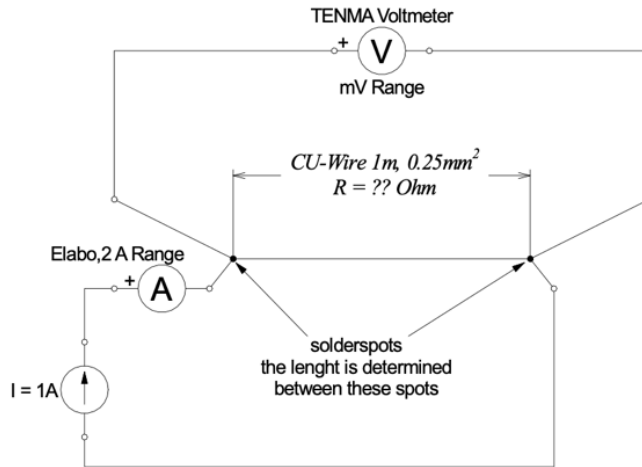 TENMA Voltmeter
+ V
mV Range
CU-Wire 1m, 0.25mm²
R = ?? Ohm
Elabo,2 A Range
+ A
solderspots
the lenght is determined
between these spots
I = 1A